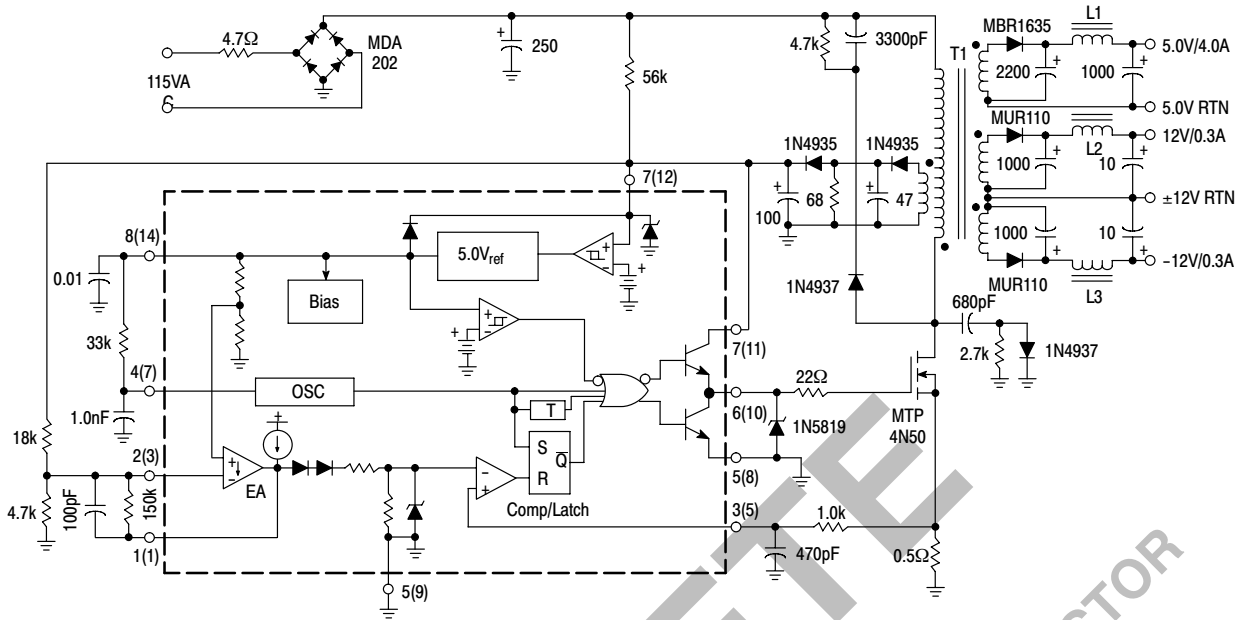 4.7Ω
MDA
202
115VA
250
56k
4.7k
3300pF
T1
MBR1635
L1
5.0V/4.0A
2200
1000
5.0V RTN
MUR110
12V/0.3A
L2
1000
10
±12V RTN
1000
10
MUR110
-12V/0.3A
L3
1N4935
1N4935
100
68
47
1N4937
680pF
2.7k
1N4937
7(12)
8(14)
0.01
5.0Vref
Bias
33k
4(7)
OSC
1.0nF
T
S
R
Q
Comp/Latch
7(11)
6(10)
22Ω
1N5819
MTP
4N50
5(8)
18k
2(3)
EA
4.7k
100pF
150k
1(1)
3(5)
1.0k
470pF
0.5Ω
5(9)